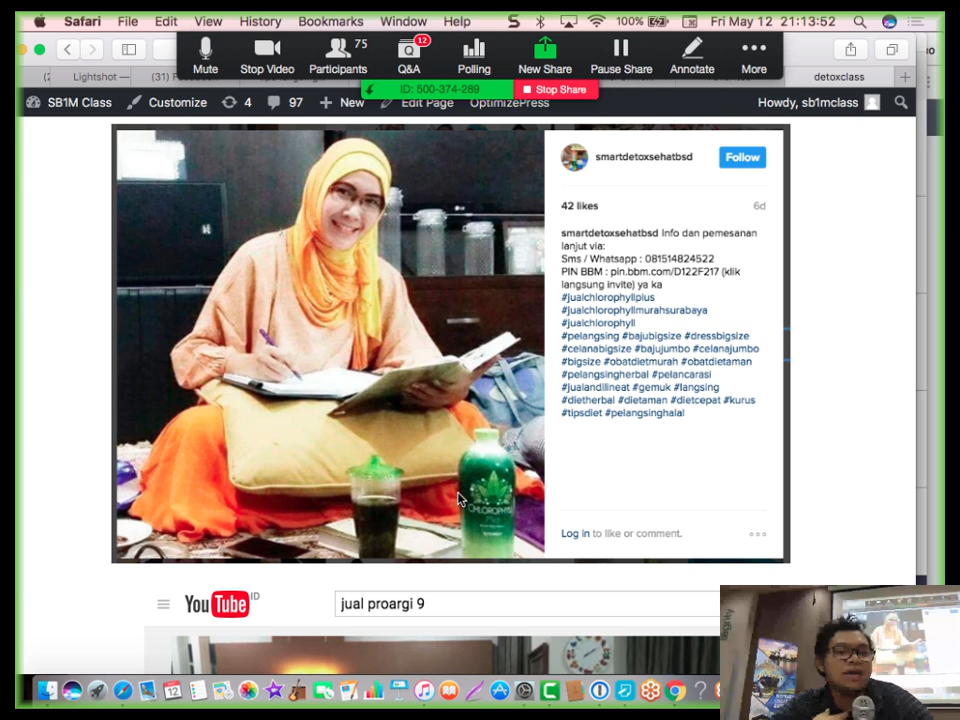 Safari File Edit View History Bookmarks Window Help 100% Fri May 12 21:13:52
Mute Stop Video Participants 75 Q&A 12 Polling New Share Pause Share Annotate More
Lightshot — (31) detoxclass
ID: 500-374-289 Stop Share
SB1M Class Customize 4 97 New Edit Page OptimizePress Howdy, sb1mclass
smartdetoxsehatbsd Follow
42 likes 6d
smartdetoxsehatbsd Info dan pemesanan
lanjut via:
Sms / Whatsapp : 081514824522
PIN BBM : pin.bbm.com/D122F217 (klik
langsung invite) ya ka
#jualchlorophyllplus
#jualchlorophyllmurahsurabaya
#jualchlorophyll
#pelangsing #bajubigsize #dressbigsize
#celanabigsize #bajujumbo #celanajumbo
#bigsize #obatdietmurah #obatdietaman
#pelangsingherbal #pelancarasi
#jualandilineat #gemuk #langsing
#dietherbal #dietaman #dietcepat #kurus
#tipsdiet #pelangsinghalal
CHLOROPHYLL
Log in to like or comment.
YouTube ID jual proargi 9
12